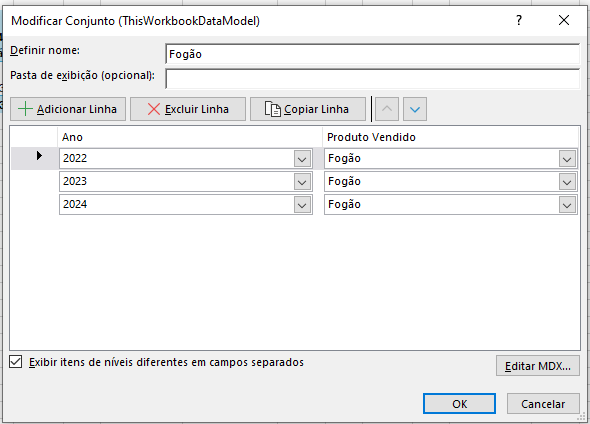 Modificar Conjunto (ThisWorkbookDataModel) ?
Definir nome: Fogão
Pasta de exibição (opcional):
Adicionar Linha Excluir Linha Copiar Linha
Ano Produto Vendido
2022 Fogão
2023 Fogão
2024 Fogão
Exibir itens de níveis diferentes em campos separados
Editar MDX...
OK Cancelar